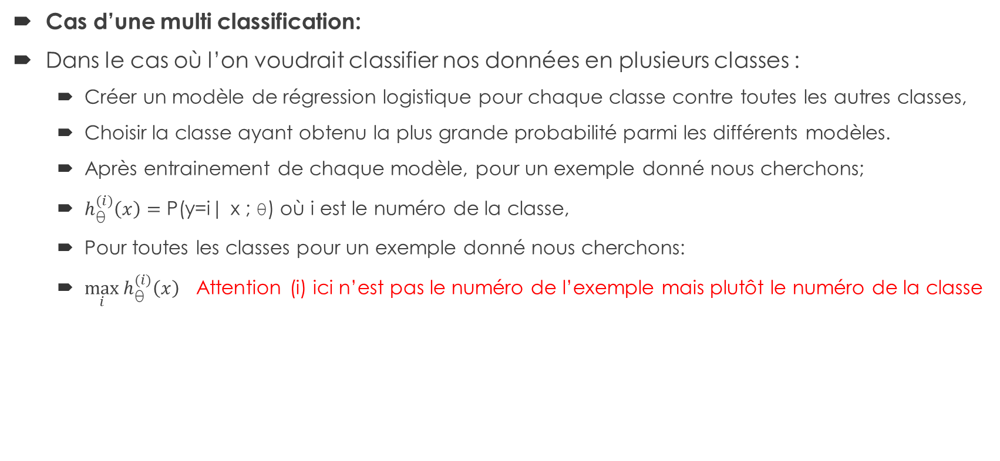 Cas d’une multi classification:
Dans le cas où l’on voudrait classifier nos données en plusieurs classes :
Créer un modèle de régression logistique pour chaque classe contre toutes les autres classes,
Choisir la classe ayant obtenu la plus grande probabilité parmi les différents modèles.
Après entrainement de chaque modèle, pour un exemple donné nous cherchons;
$h_{\theta}^{(i)}(x)$ = P(y=i| x ; θ) où i est le numéro de la classe,
Pour toutes les classes pour un exemple donné nous cherchons:
$\max_{i} h_{\theta}^{(i)}(x)$ Attention (i) ici n’est pas le numéro de l’exemple mais plutôt le numéro de la classe